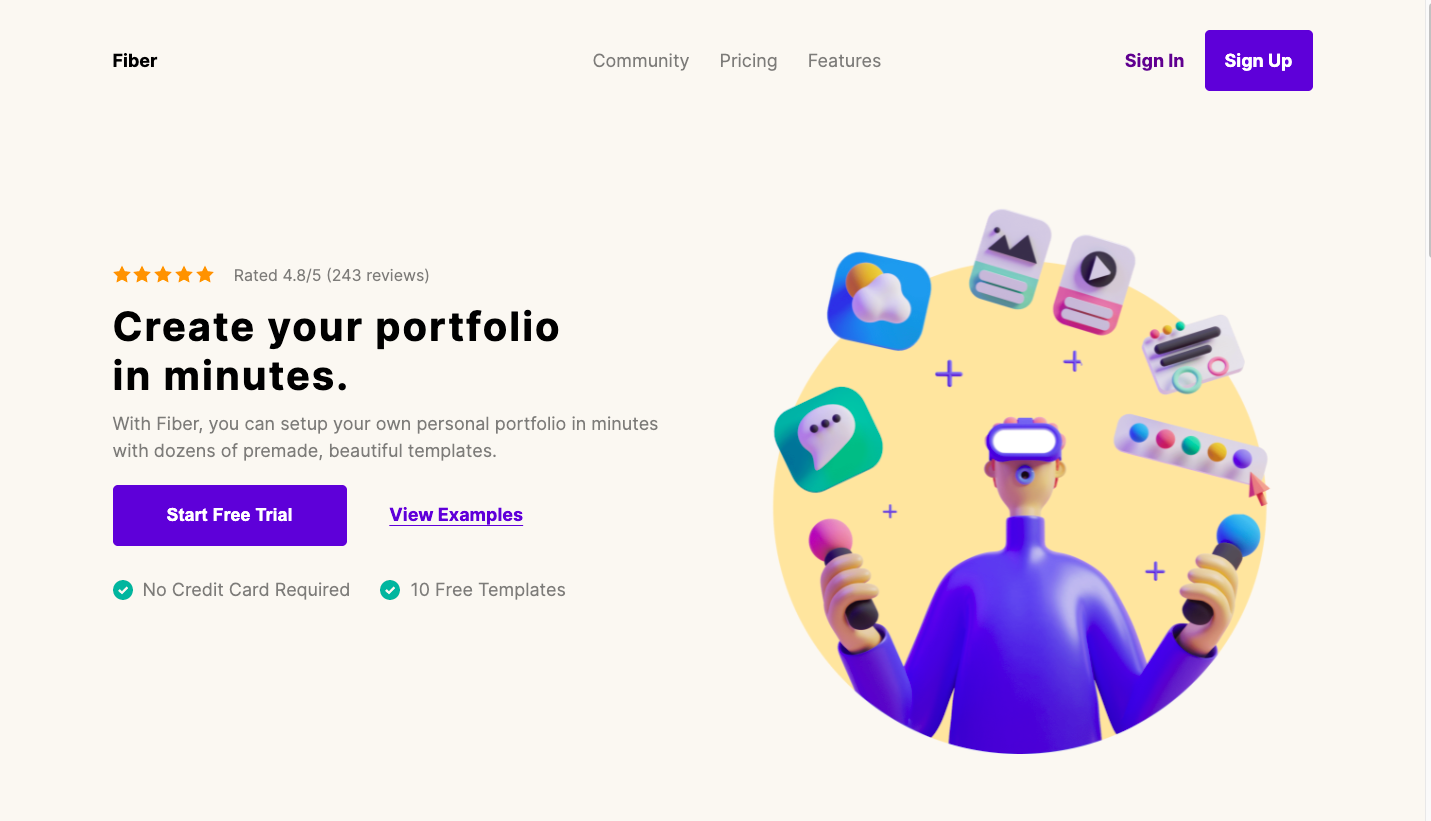 Fiber
Community
Pricing
Features
Sign In
Sign Up
Rated 4.8/5 (243 reviews)
Create your portfolio
in minutes.
With Fiber, you can setup your own personal portfolio in minutes
with dozens of premade, beautiful templates.
Start Free Trial
View Examples
No Credit Card Required
10 Free Templates